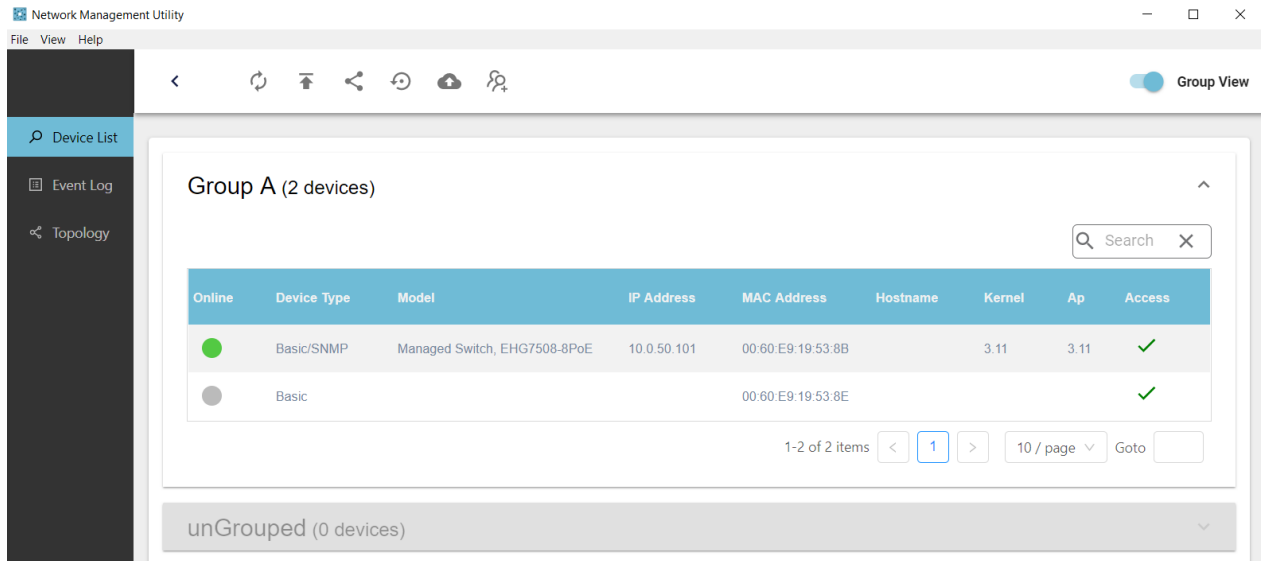 Network Management Utility
File View Help
Group View
Device List
Event Log
Topology
Group A (2 devices)
Search
Online Device Type Model IP Address MAC Address Hostname Kernel Ap Access
Basic/SNMP Managed Switch, EHG7508-8PoE 10.0.50.101 00:60:E9:19:53:8B 3.11 3.11
Basic 00:60:E9:19:53:8E
1-2 of 2 items < 1 > 10 / page Goto
unGrouped (0 devices)